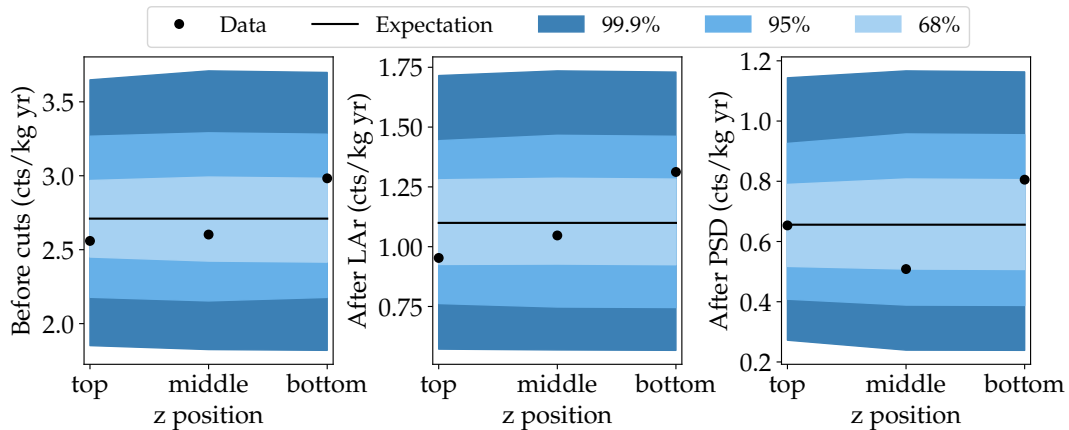 Data Expectation 99.9% 95% 68%
Before cuts (cts/kg yr)
3.5
3.0
2.5
2.0
top middle bottom
z position
After LAr (cts/kg yr)
1.75
1.50
1.25
1.00
0.75
top middle bottom
z position
After PSD (cts/kg yr)
1.2
1.0
0.8
0.6
0.4
0.2
top middle bottom
z position